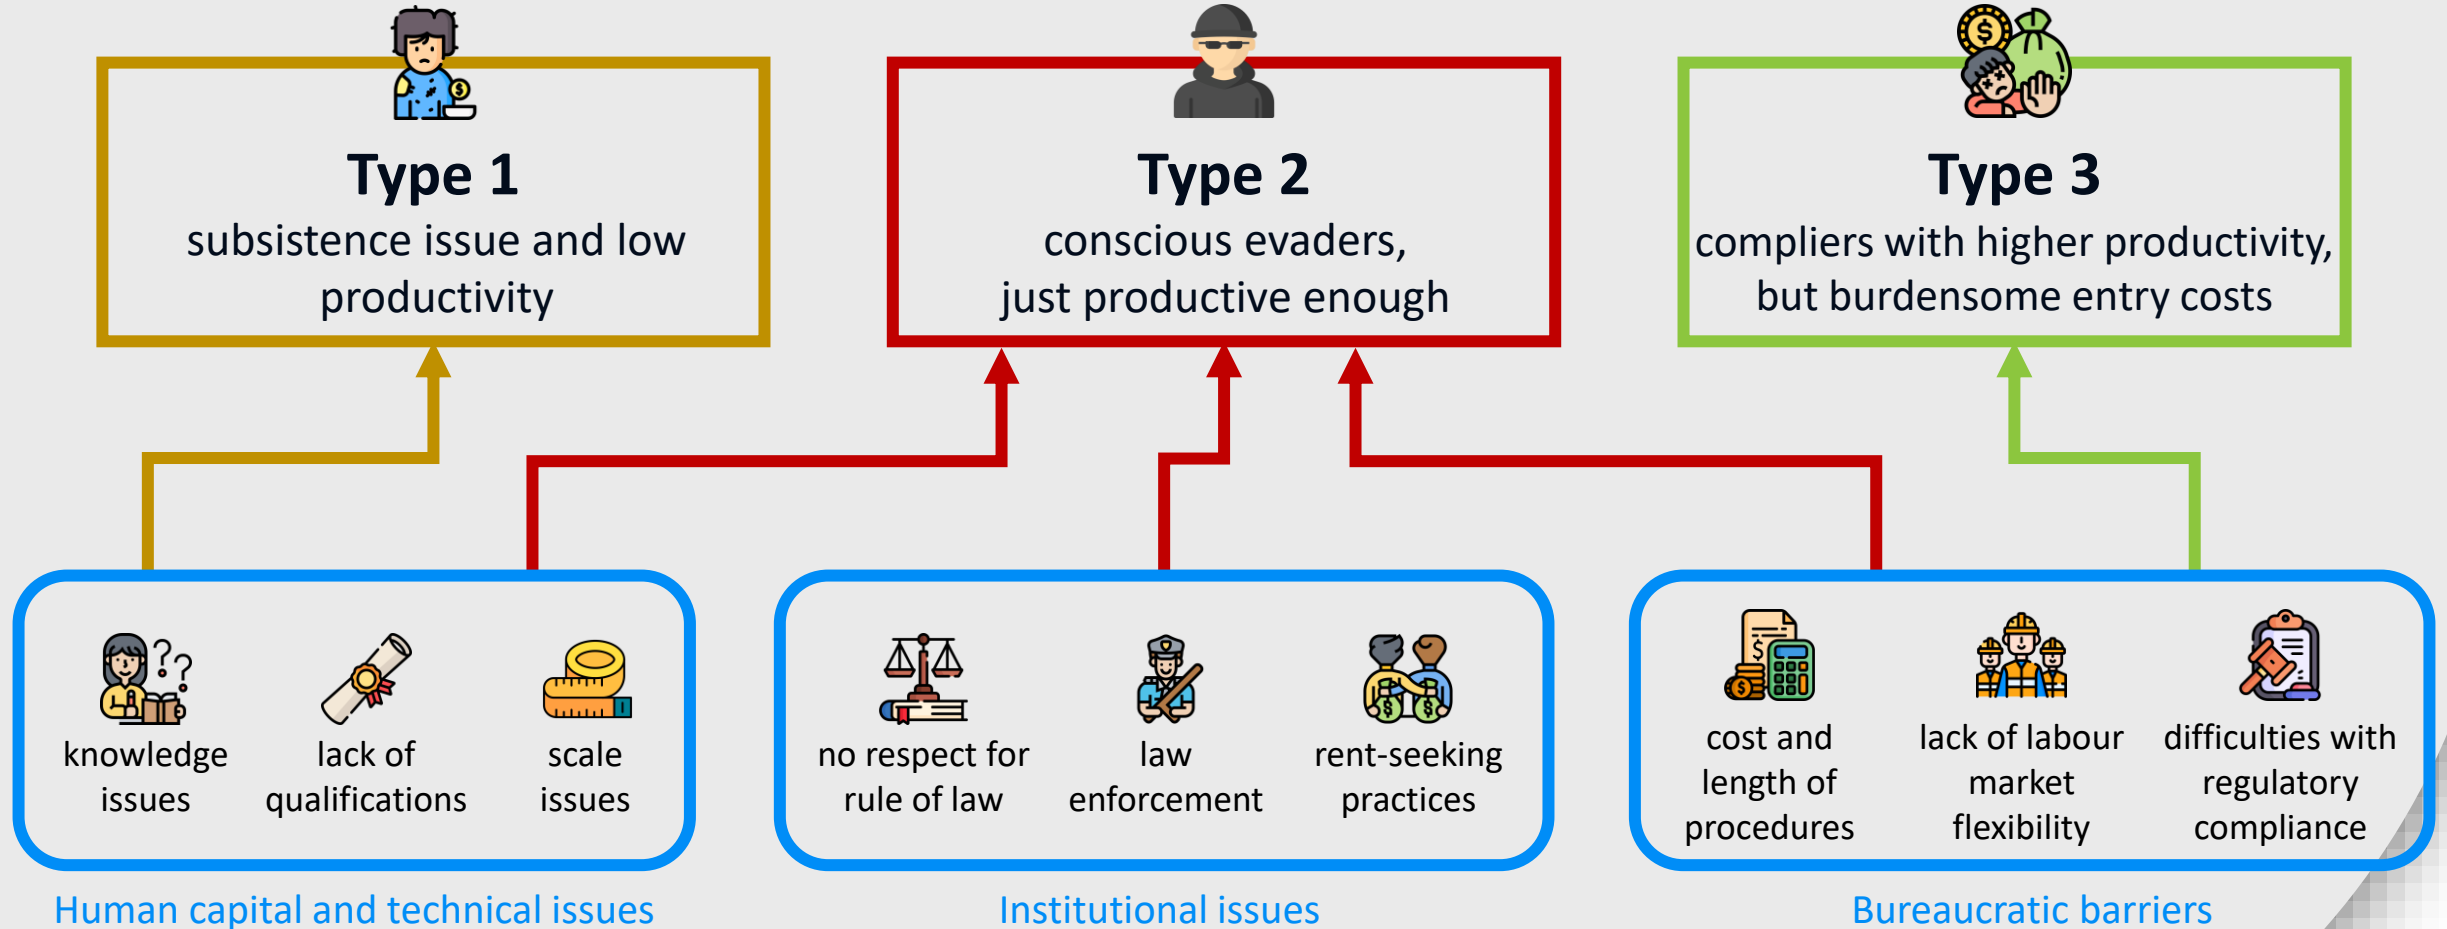 Type 1
subsistence issue and low
productivity
Type 2
conscious evaders,
just productive enough
Type 3
compliers with higher productivity,
but burdensome entry costs
knowledge
issues
lack of
qualifications
scale
issues
Human capital and technical issues
no respect for
rule of law
law
enforcement
rent-seeking
practices
Institutional issues
cost and
length of
procedures
lack of labour
market
flexibility
difficulties with
regulatory
compliance
Bureaucratic barriers